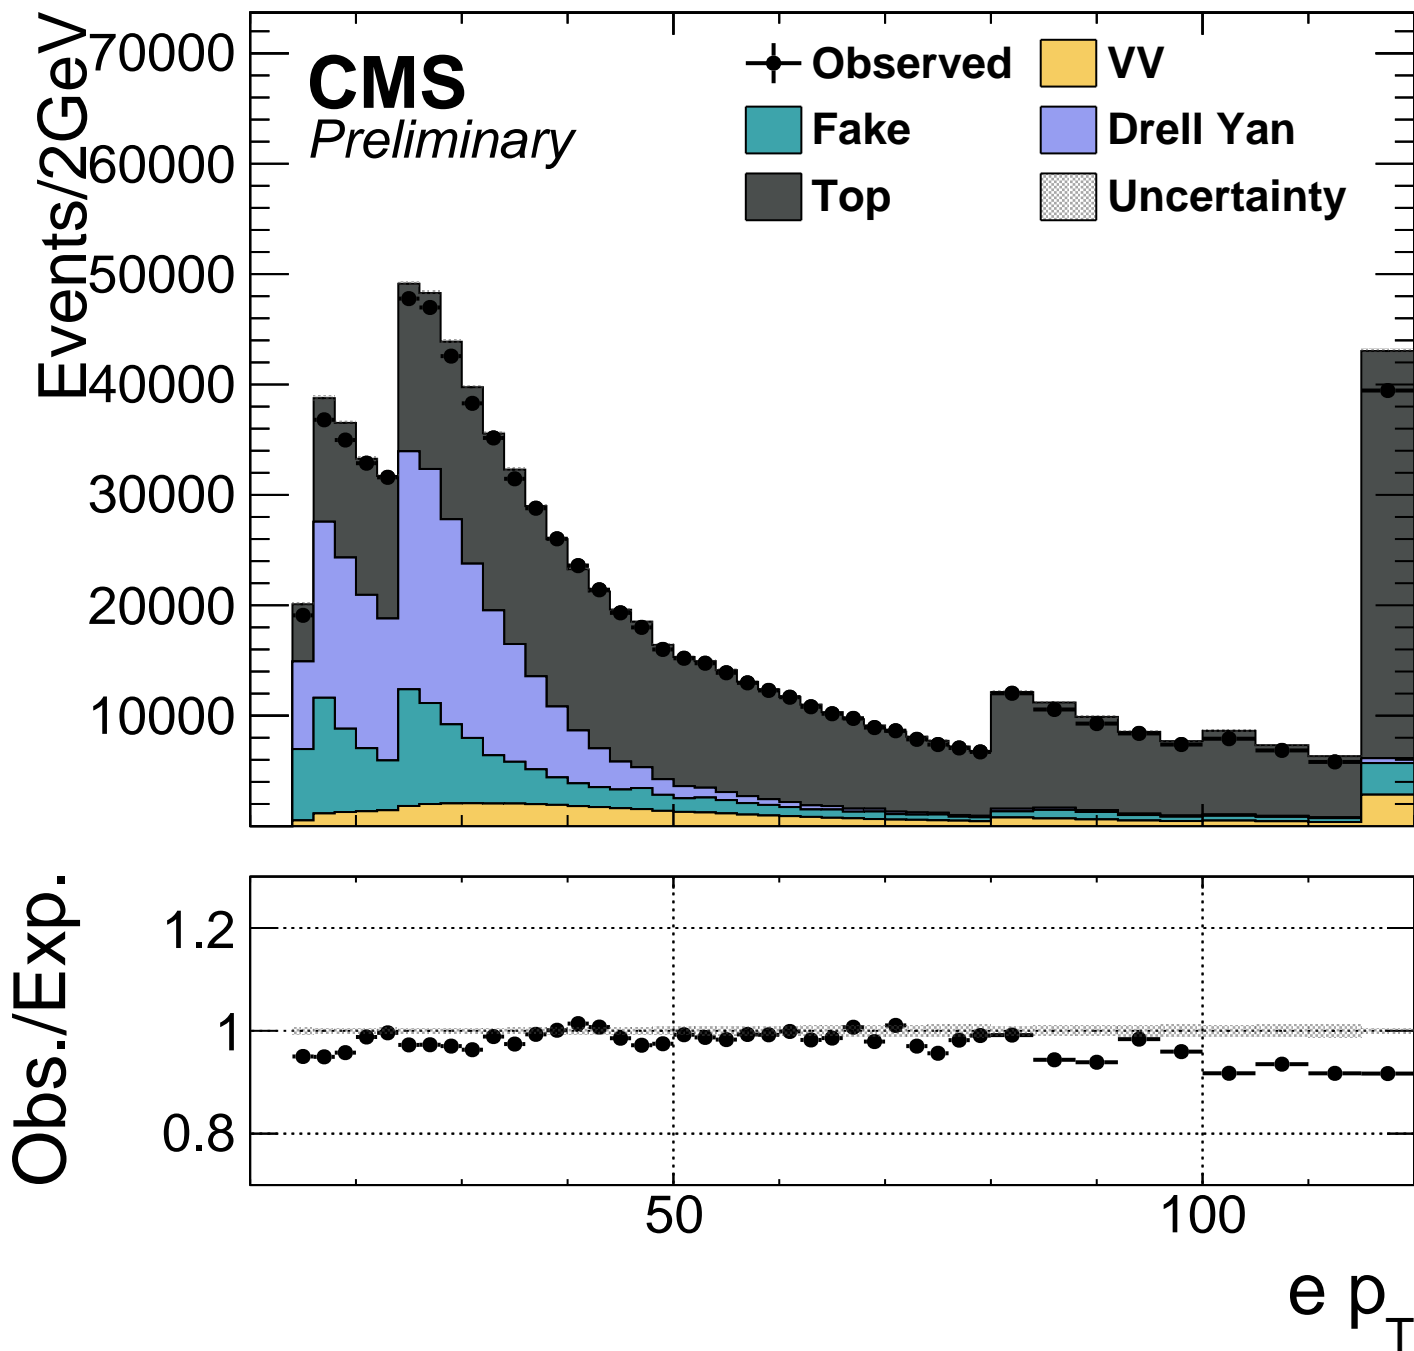 Events/2GeV
70000
60000
50000
40000
30000
20000
10000
CMS
Preliminary
Observed
VV
Fake
Drell Yan
Top
Uncertainty
Obs./Exp.
1.2
1
0.8
50
100
e pT